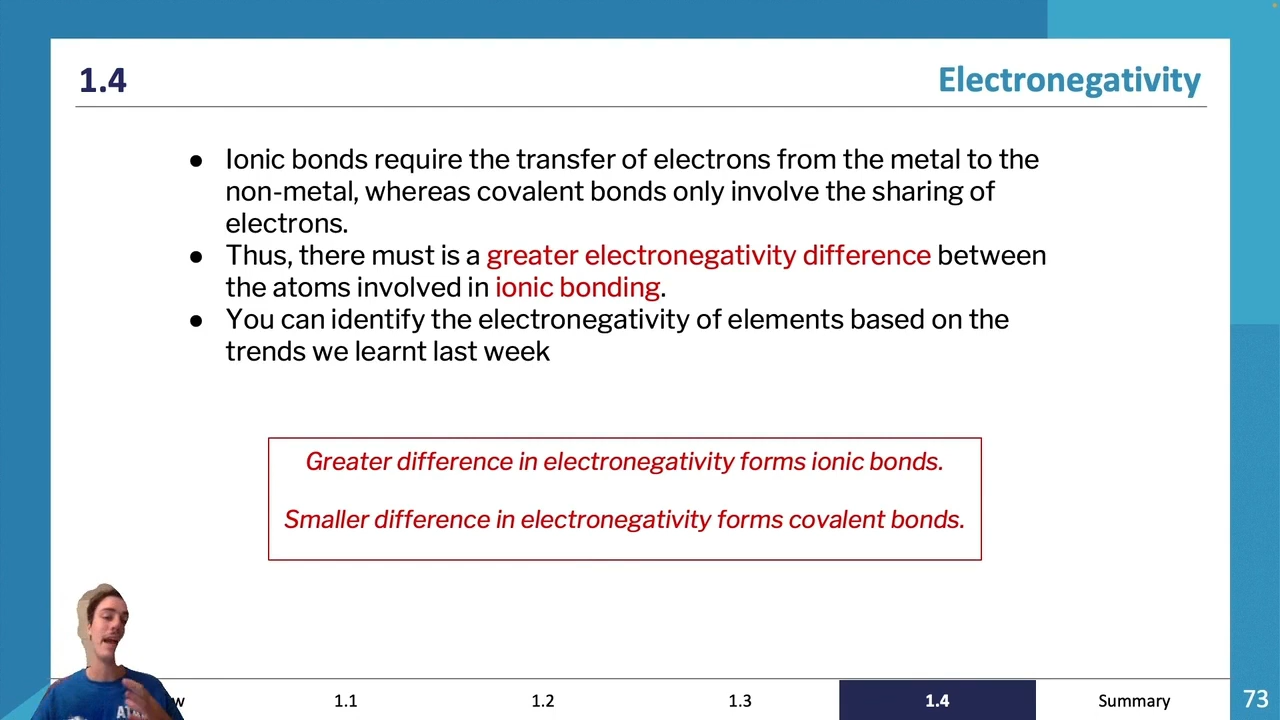 1.4
Electronegativity
● Ionic bonds require the transfer of electrons from the metal to the
non-metal, whereas covalent bonds only involve the sharing of
electrons.
● Thus, there must is a greater electronegativity difference between
the atoms involved in ionic bonding.
● You can identify the electronegativity of elements based on the
trends we learnt last week
Greater difference in electronegativity forms ionic bonds.
Smaller difference in electronegativity forms covalent bonds.
1.1
1.2
1.3
1.4
Summary
73